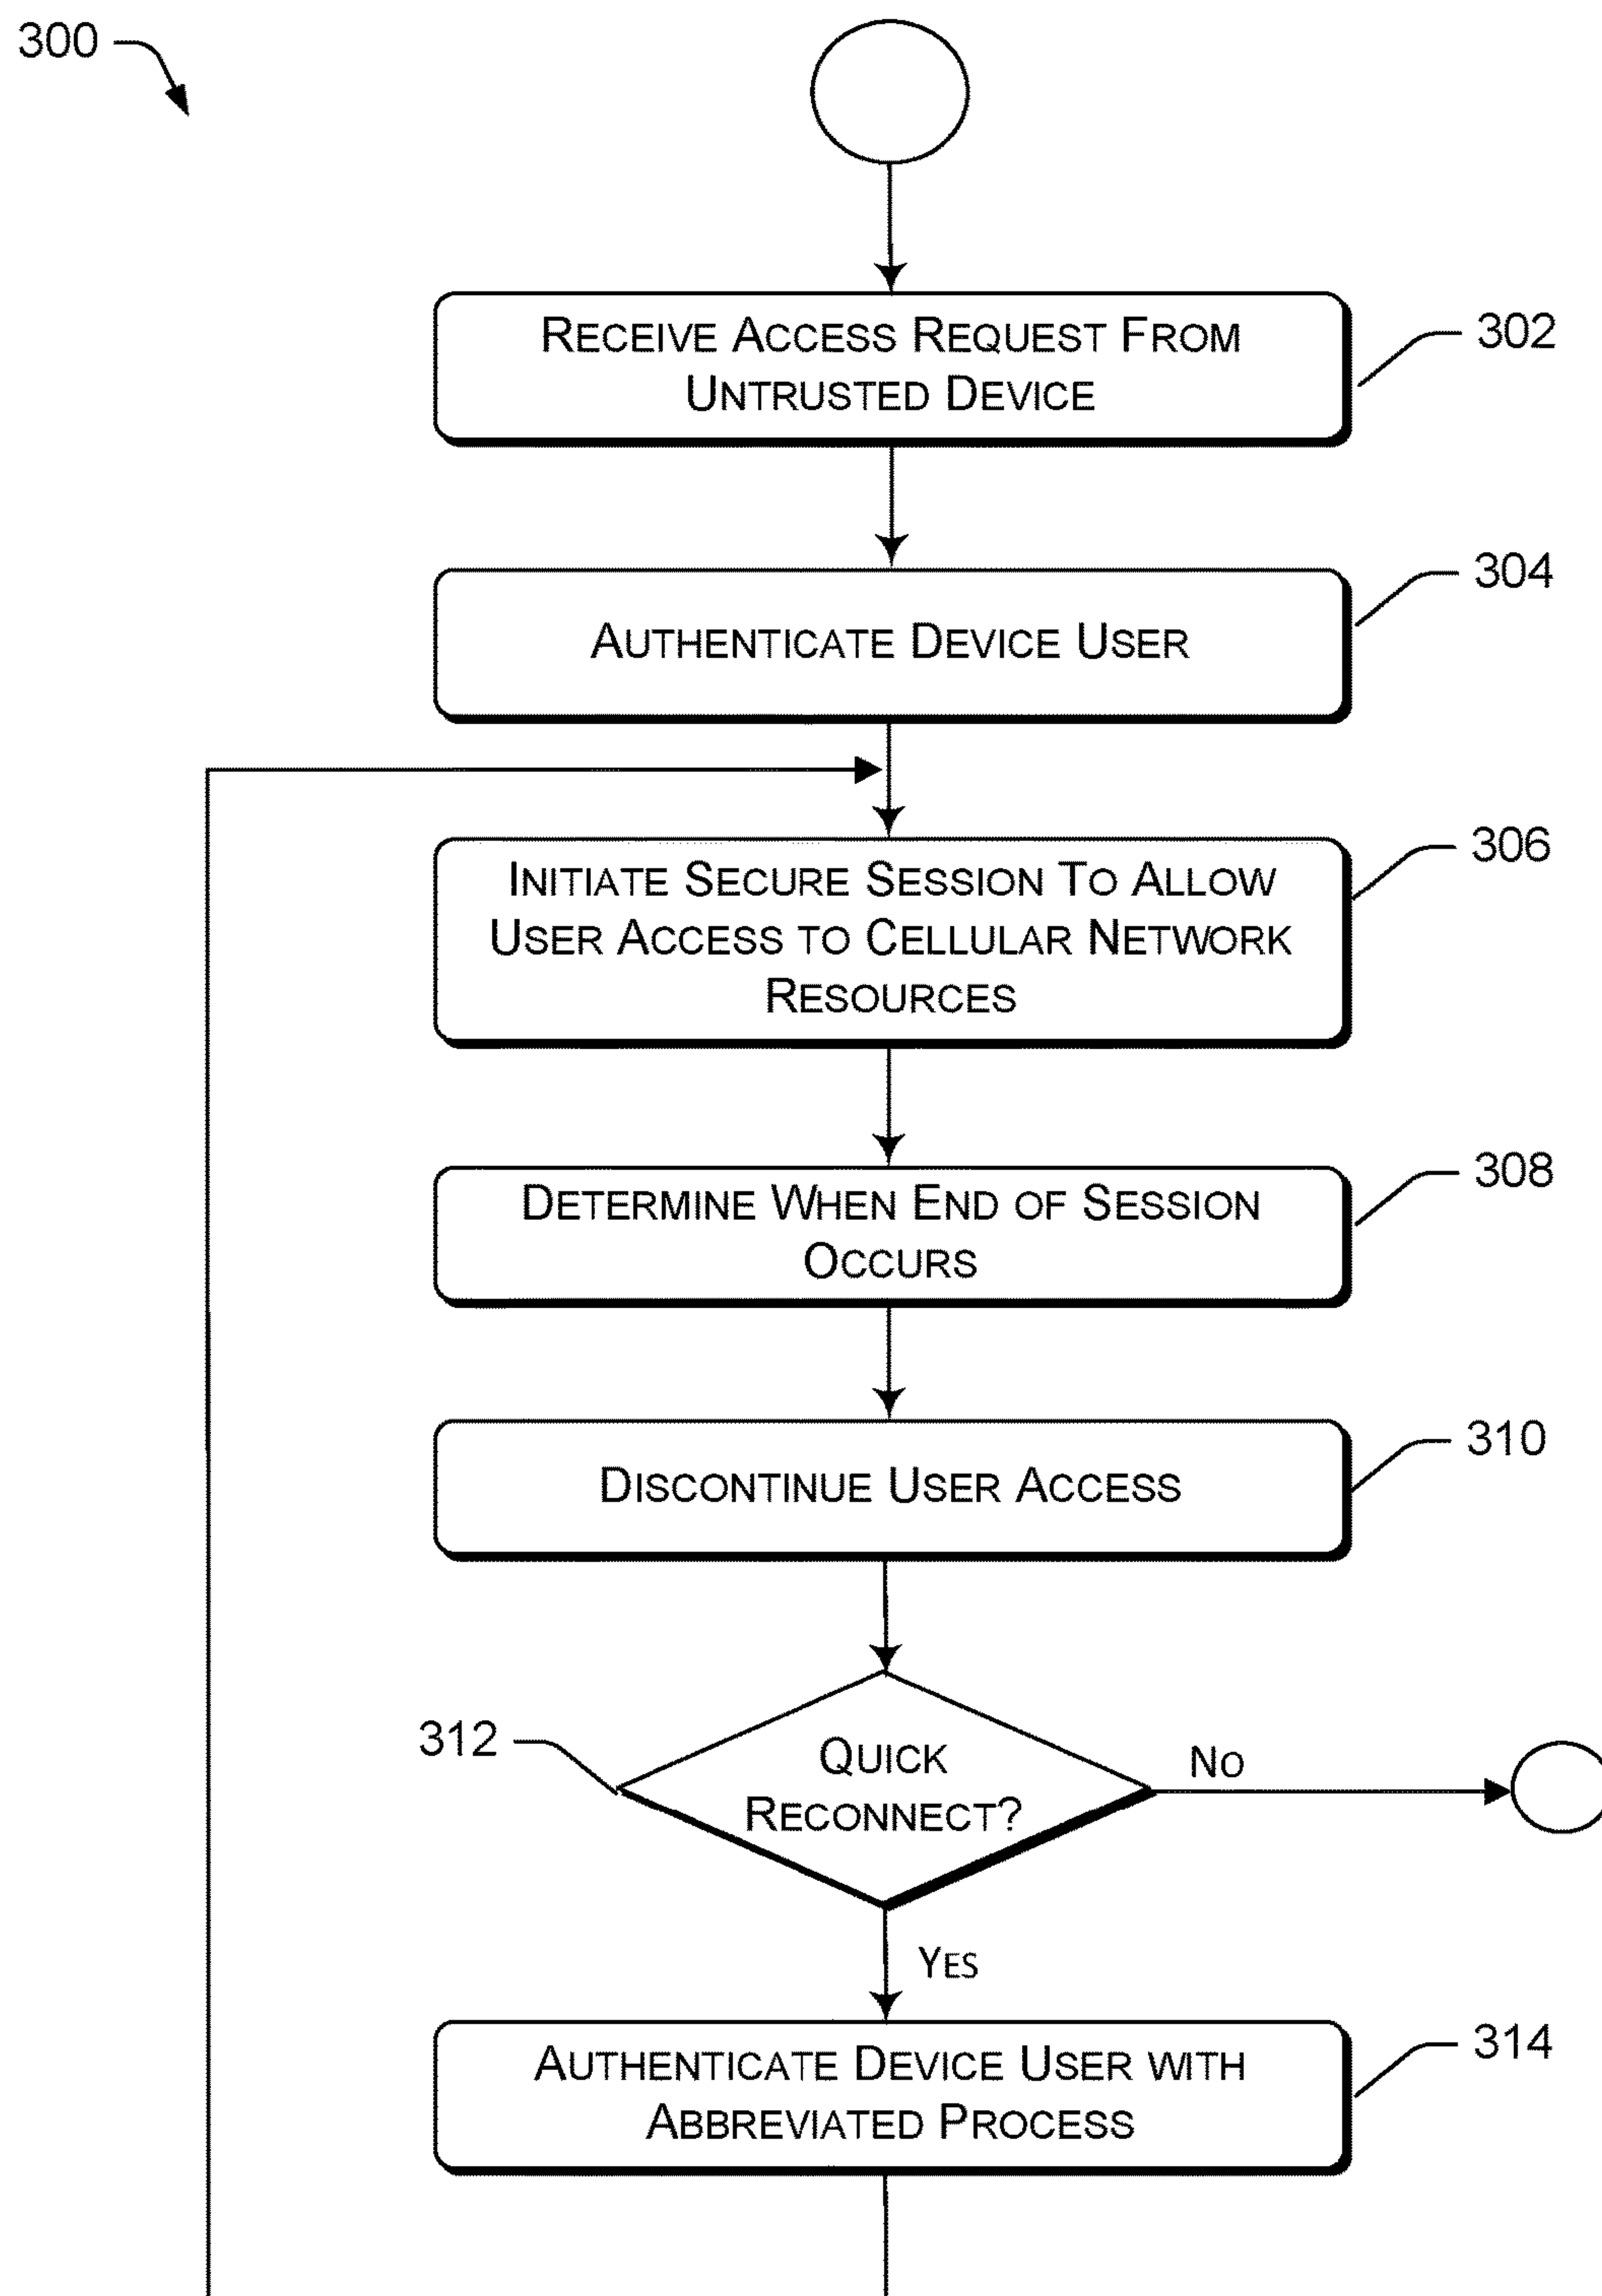 300
RECEIVE ACCESS REQUEST FROM
UNTRUSTED DEVICE
302
AUTHENTICATE DEVICE USER
304
INITIATE SECURE SESSION TO ALLOW
USER ACCESS TO CELLULAR NETWORK
RESOURCES
306
DETERMINE WHEN END OF SESSION
OCCURS
308
DISCONTINUE USER ACCESS
310
312
QUICK
RECONNECT?
NO
YES
AUTHENTICATE DEVICE USER WITH
ABBREVIATED PROCESS
314